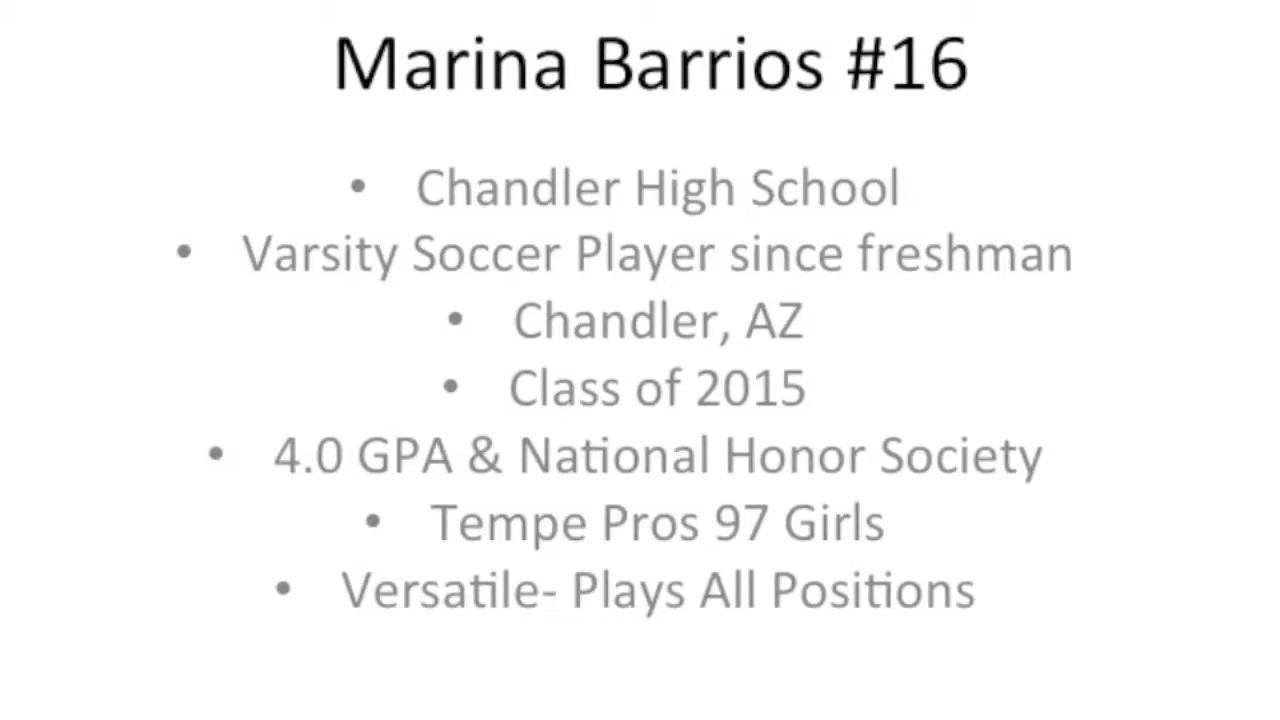 Marina Barrios #16
• Chandler High School
• Varsity Soccer Player since freshman
• Chandler, AZ
• Class of 2015
• 4.0 GPA & National Honor Society
• Tempe Pros 97 Girls
• Versatile- Plays All Positions